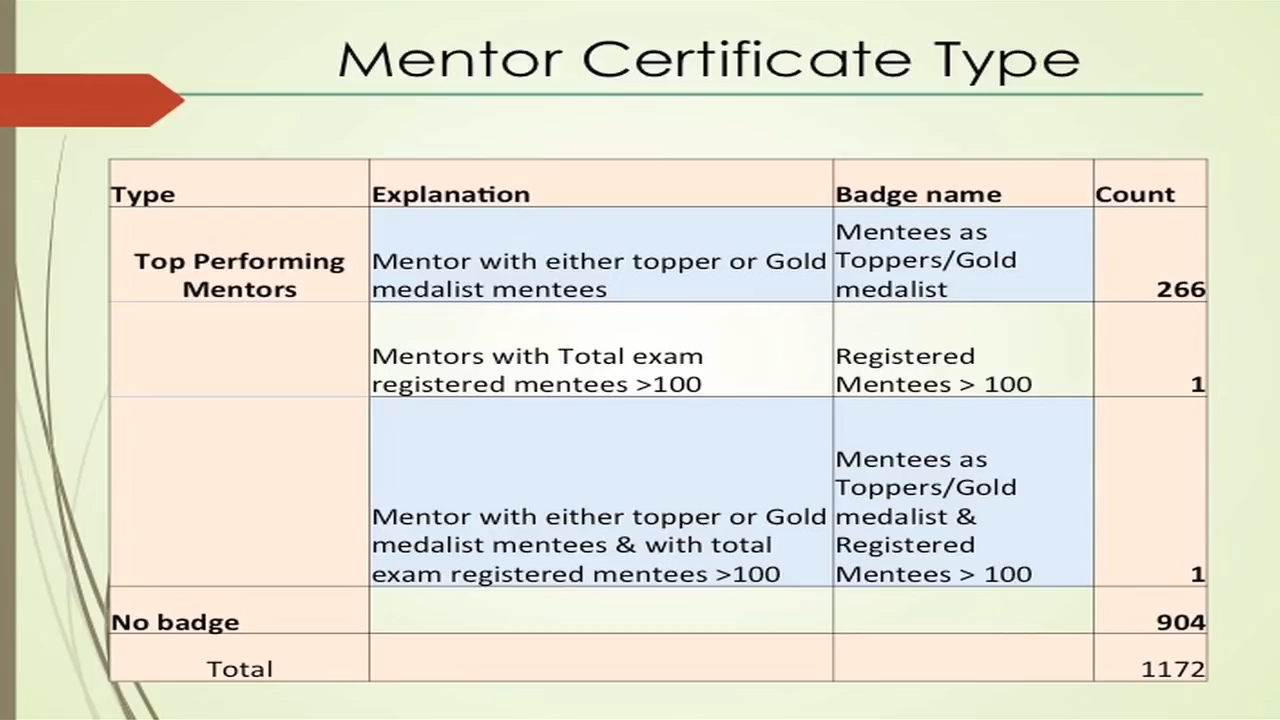 Mentor Certificate Type
Type Explanation Badge name Count
Top Performing
Mentors
Mentor with either topper or Gold
medalist mentees
Mentees as
Toppers/Gold
medalist
266
Mentors with Total exam
registered mentees >100
Registered
Mentees > 100
1
Mentor with either topper or Gold
medalist mentees & with total
exam registered mentees >100
Mentees as
Toppers/Gold
medalist &
Registered
Mentees > 100
1
No badge 904
Total 1172